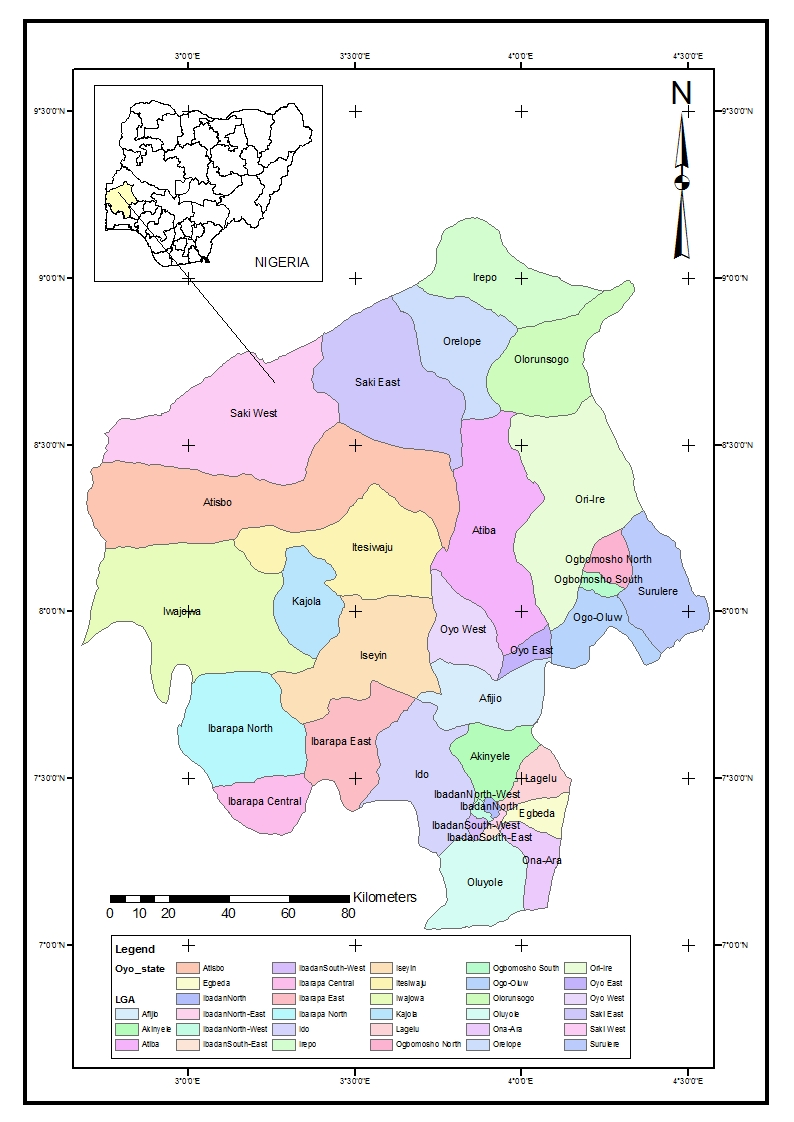 3°0'0"E 3°30'0"E 4°0'0"E 4°30'0"E
N
9°30'0"N 9°30'0"N
NIGERIA
9°0'0"N 9°0'0"N
Irepo
Orelope
Olorunsogo
Saki East
Saki West
8°30'0"N 8°30'0"N
Atisbo
Ori-Ire
Atiba
Itesiwaju
Ogbomosho North
Ogbomosho South
Surulere
Kajola
Iwajowa
8°0'0"N 8°0'0"N
Ogo-Oluw
Oyo West
Oyo East
Iseyin
Afijio
Ibarapa North
Ibarapa East
Akinyele
Ido
Lagelu
7°30'0"N 7°30'0"N
IbadanNorth-West
Ibarapa Central
IbadanNorth
Egbeda
IbadanSouth-West
IbadanSouth-East
Ona-Ara
Oluyole
Kilometers
0 10 20 40 60 80
7°0'0"N 7°0'0"N
Legend
Oyo_state
LGA
Afijio
Akinyele
Atiba
Atisbo
Egbeda
IbadanNorth
IbadanNorth-East
IbadanNorth-West
IbadanSouth-East
IbadanSouth-West
Ibarapa Central
Ibarapa East
Ibarapa North
Ido
Irepo
Iseyin
Itesiwaju
Iwajowa
Kajola
Lagelu
Ogbomosho North
Ogbomosho South
Ogo-Oluw
Olorunsogo
Oluyole
Ona-Ara
Orelope
Ori-Ire
Oyo East
Oyo West
Saki East
Saki West
Surulere
3°0'0"E 3°30'0"E 4°0'0"E 4°30'0"E